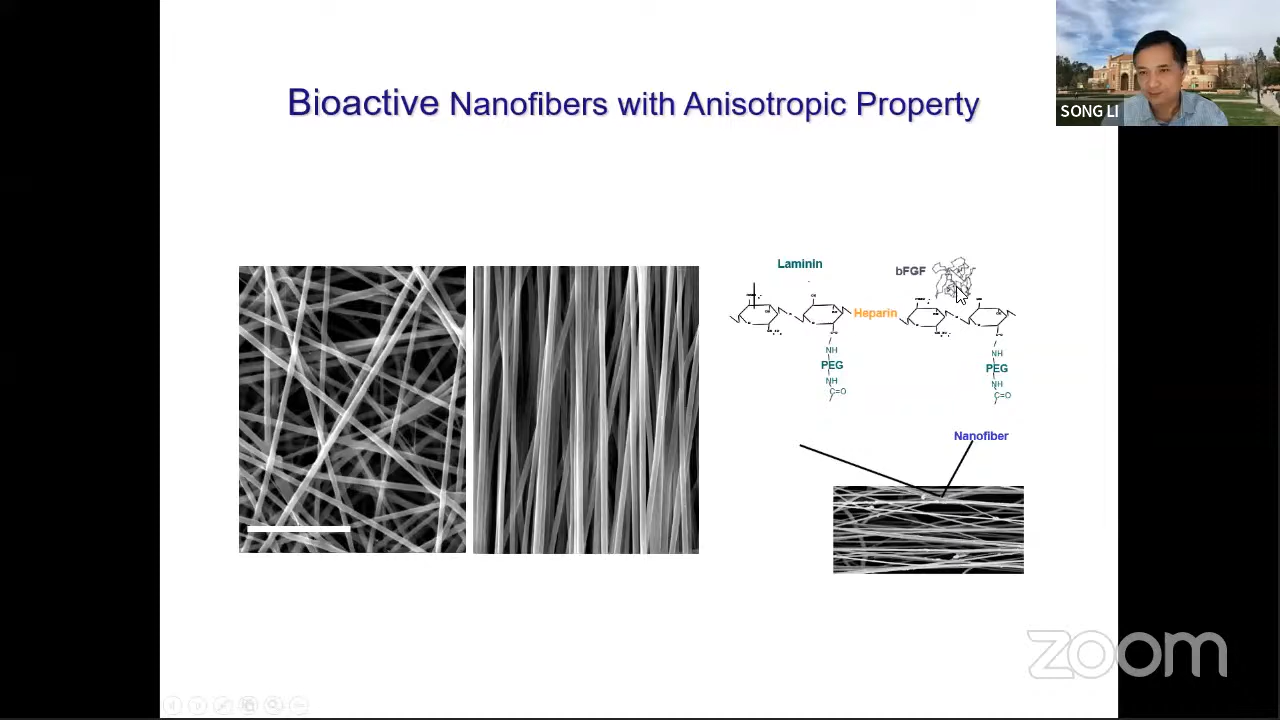 Bioactive Nanofibers with Anisotropic Property
SONG LI
Laminin
bFGF
Heparin
NH
PEG
NH
C=O
NH
PEG
NH
C=O
Nanofiber
zoom